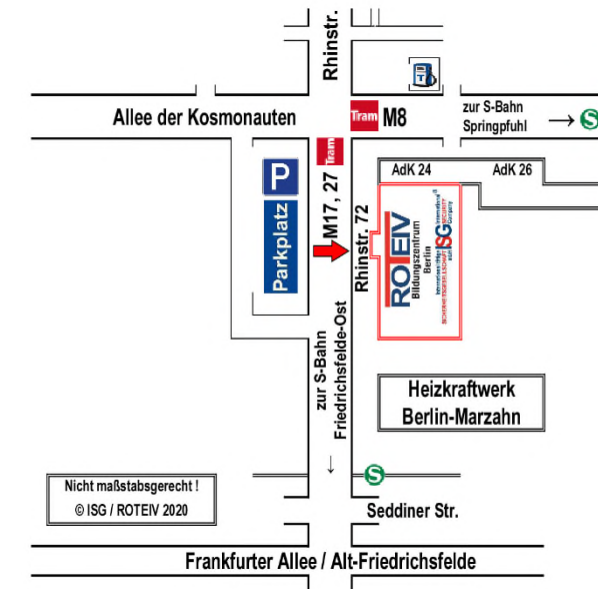 Rhinstr.
Allee der Kosmonauten
Tram M8
zur S-Bahn
Springpfuhl
→ S
Tram
M17, 27
P
Parkplatz
AdK 24
AdK 26
Rhinstr. 72
ROTEIV
Bildungszentrum
Berlin
ISG
zur S-Bahn
Friedrichsfelde-Ost
→
Heizkraftwerk
Berlin-Marzahn
S
Nicht maßstabsgerecht !
© ISG / ROTEIV 2020
Seddiner Str.
Frankfurter Allee / Alt-Friedrichsfelde